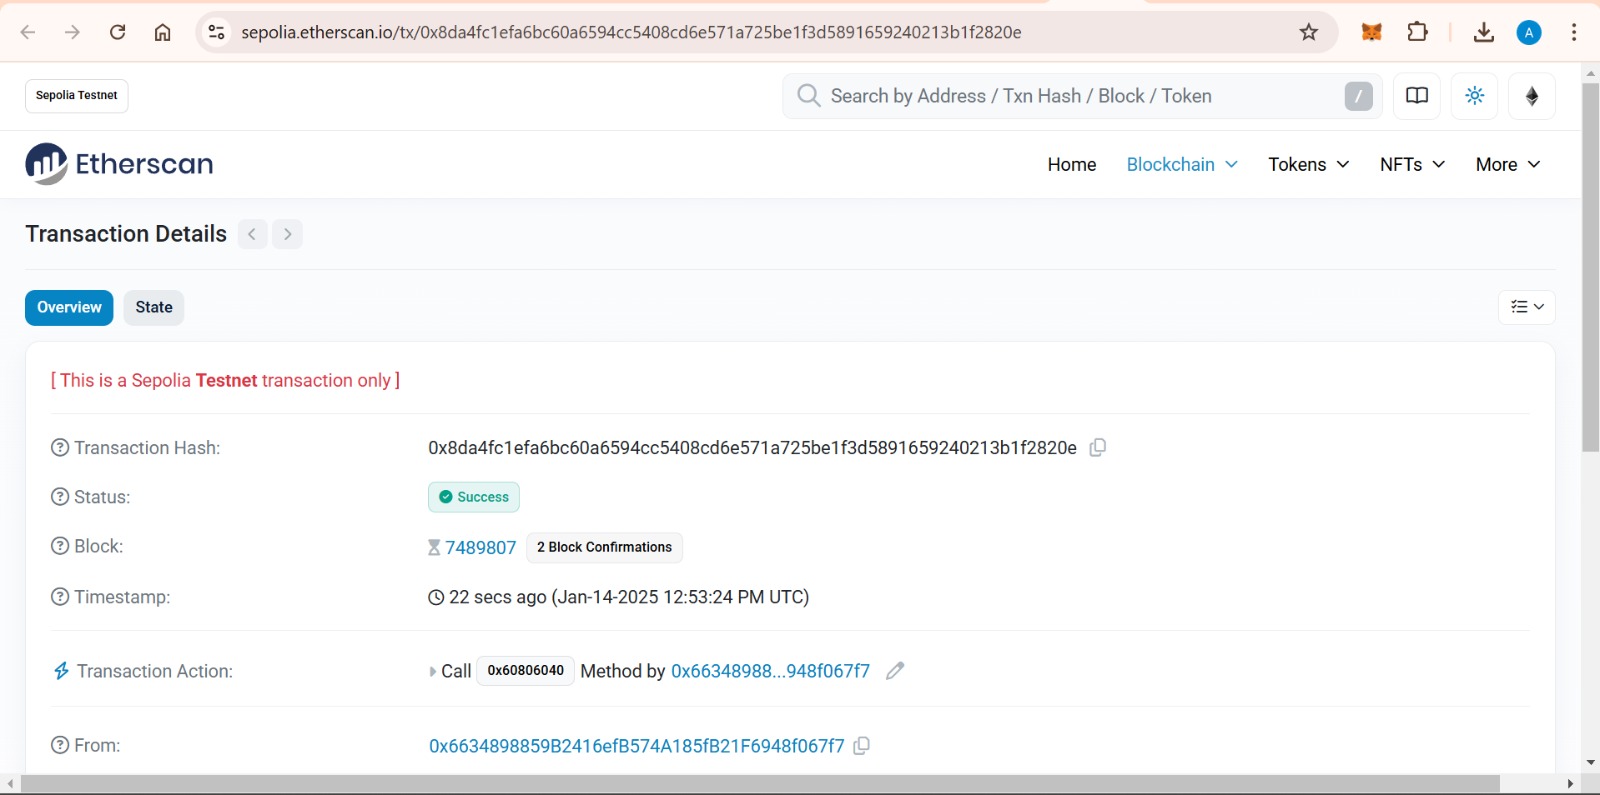 sepolia.etherscan.io/tx/0x8da4fc1efa6bc60a6594cc5408cd6e571a725be1f3d5891659240213b1f2820e
A
Sepolia Testnet
Search by Address / Txn Hash / Block / Token
/
Etherscan
Home Blockchain Tokens NFTs More
Transaction Details
Overview State
[ This is a Sepolia Testnet transaction only ]
Transaction Hash: 0x8da4fc1efa6bc60a6594cc5408cd6e571a725be1f3d5891659240213b1f2820e
Status: Success
Block: 7489807 2 Block Confirmations
Timestamp: 22 secs ago (Jan-14-2025 12:53:24 PM UTC)
Transaction Action: Call 0x60806040 Method by 0x66348988...948f067f7
From: 0x6634898859B2416efB574A185fB21F6948f067f7